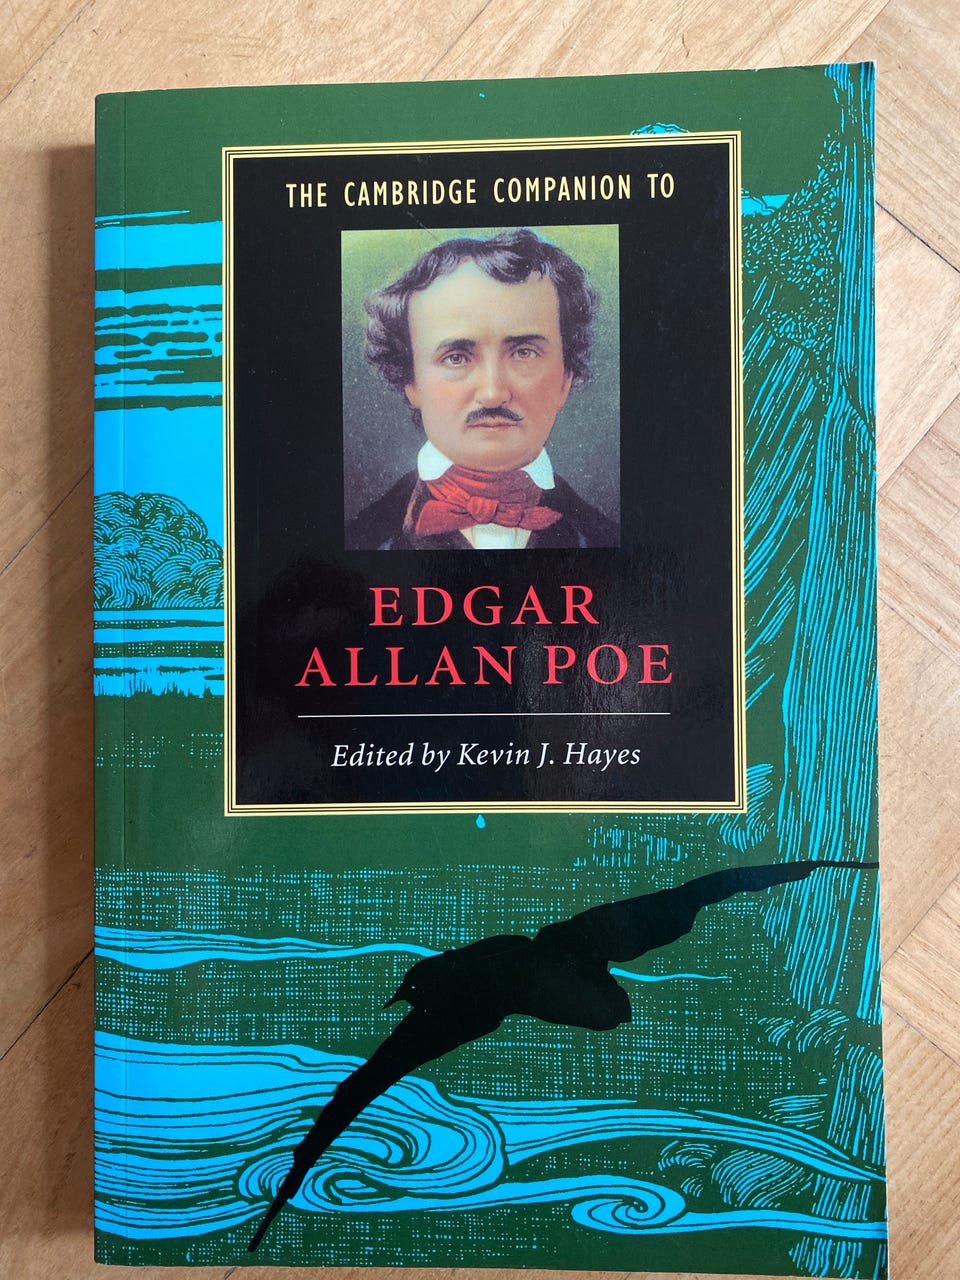 THE CAMBRIDGE COMPANION TO
EDGAR
ALLAN POE
Edited by Kevin J. Hayes